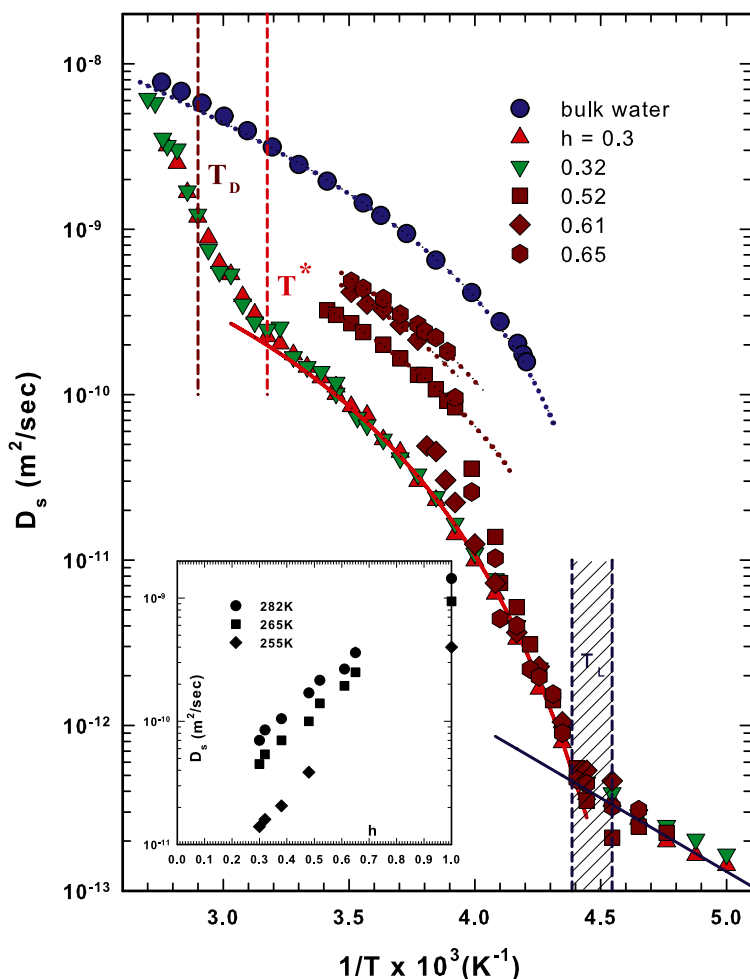 10⁻⁸
10⁻⁹
10⁻¹⁰
10⁻¹¹
10⁻¹²
10⁻¹³
D_s (m²/sec)
T_D
T*
bulk water
h = 0.3
0.32
0.52
0.61
0.65
T_L
10⁻⁹
10⁻¹⁰
10⁻¹¹
D_s (m²/sec)
282K
265K
255K
h
0.0 0.1 0.2 0.3 0.4 0.5 0.6 0.7 0.8 0.9 1.0
3.0 3.5 4.0 4.5 5.0
1/T x 10³(K⁻¹)